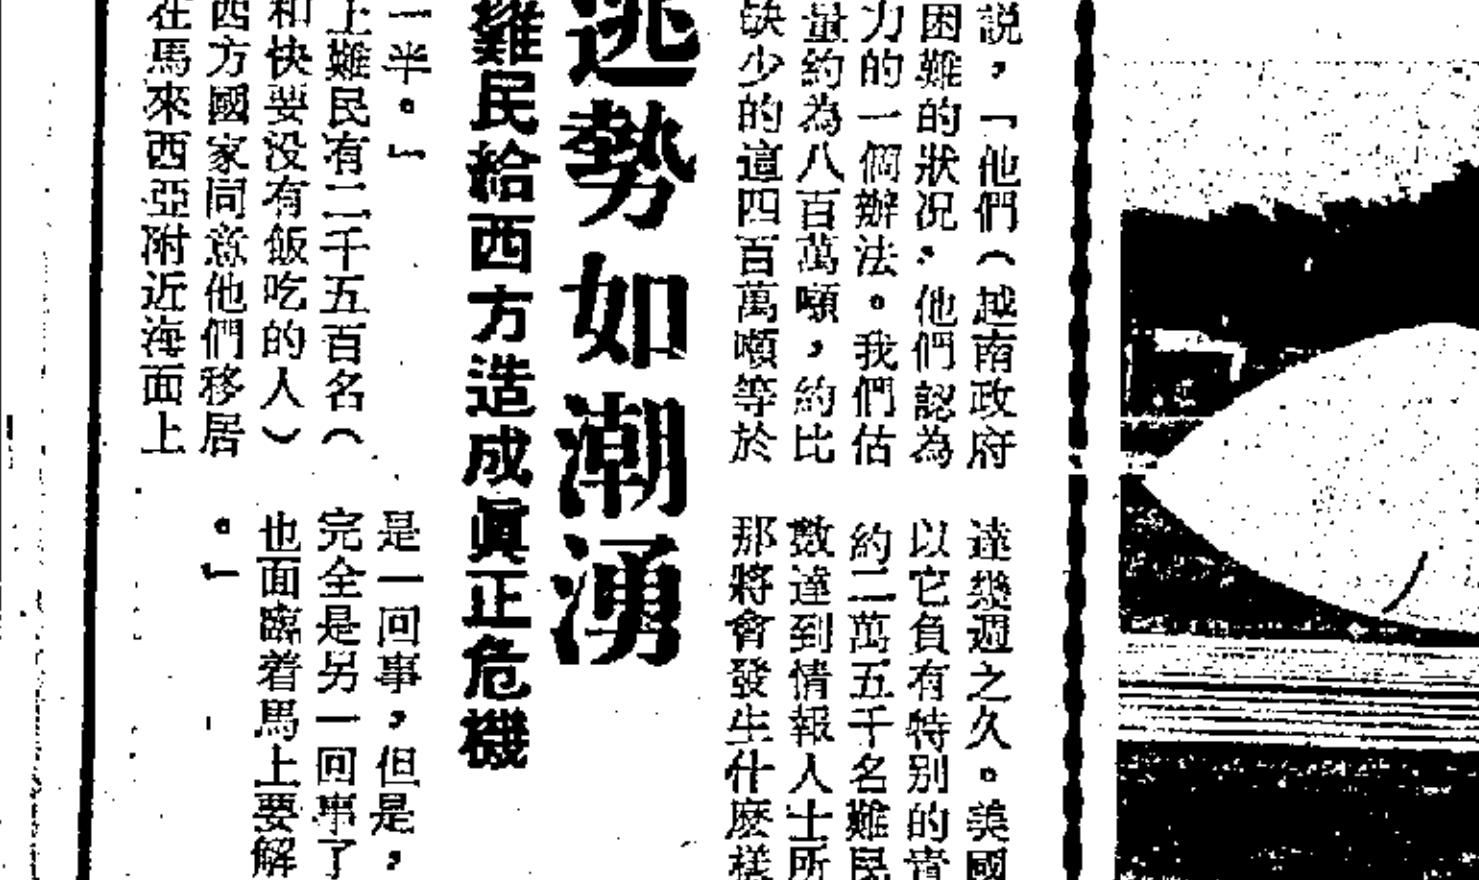 說，「他們（越南政府
困難的狀況，他們認為
力的一個辦法。我們估
量約為八百萬噸，約比
缺少的這四百萬噸等於
達幾週之久。美國
以它負有特别的責
約二萬五千名難民
數達到情報人士所
那將會發生什麽樣
逃勢如潮湧
難民給西方造成眞正危機
一半。」
上難民有二千五百名（
和快要没有飯吃的人）
西方國家同意他們移居
在馬來西亞附近海面上
是一回事，但是，
完全是另一回事了
也面臨着馬上要解
。」